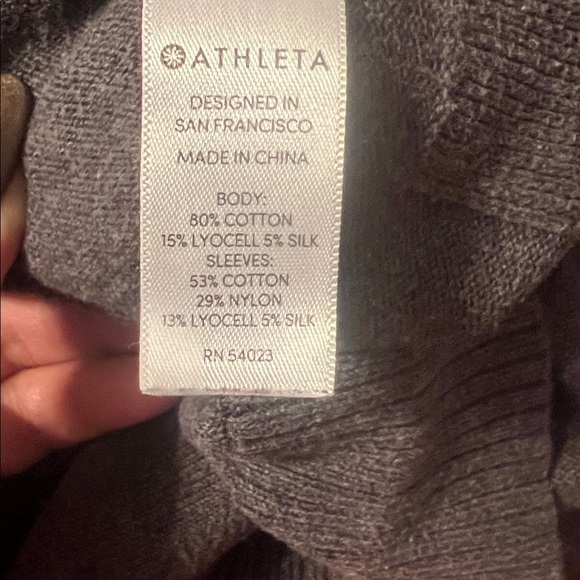 ATHLETA
DESIGNED IN
SAN FRANCISCO
MADE IN CHINA
BODY:
80% COTTON
15% LYOCELL 5% SILK
SLEEVES:
53% COTTON
29% NYLON
13% LYOCELL 5% SILK
RN 54023